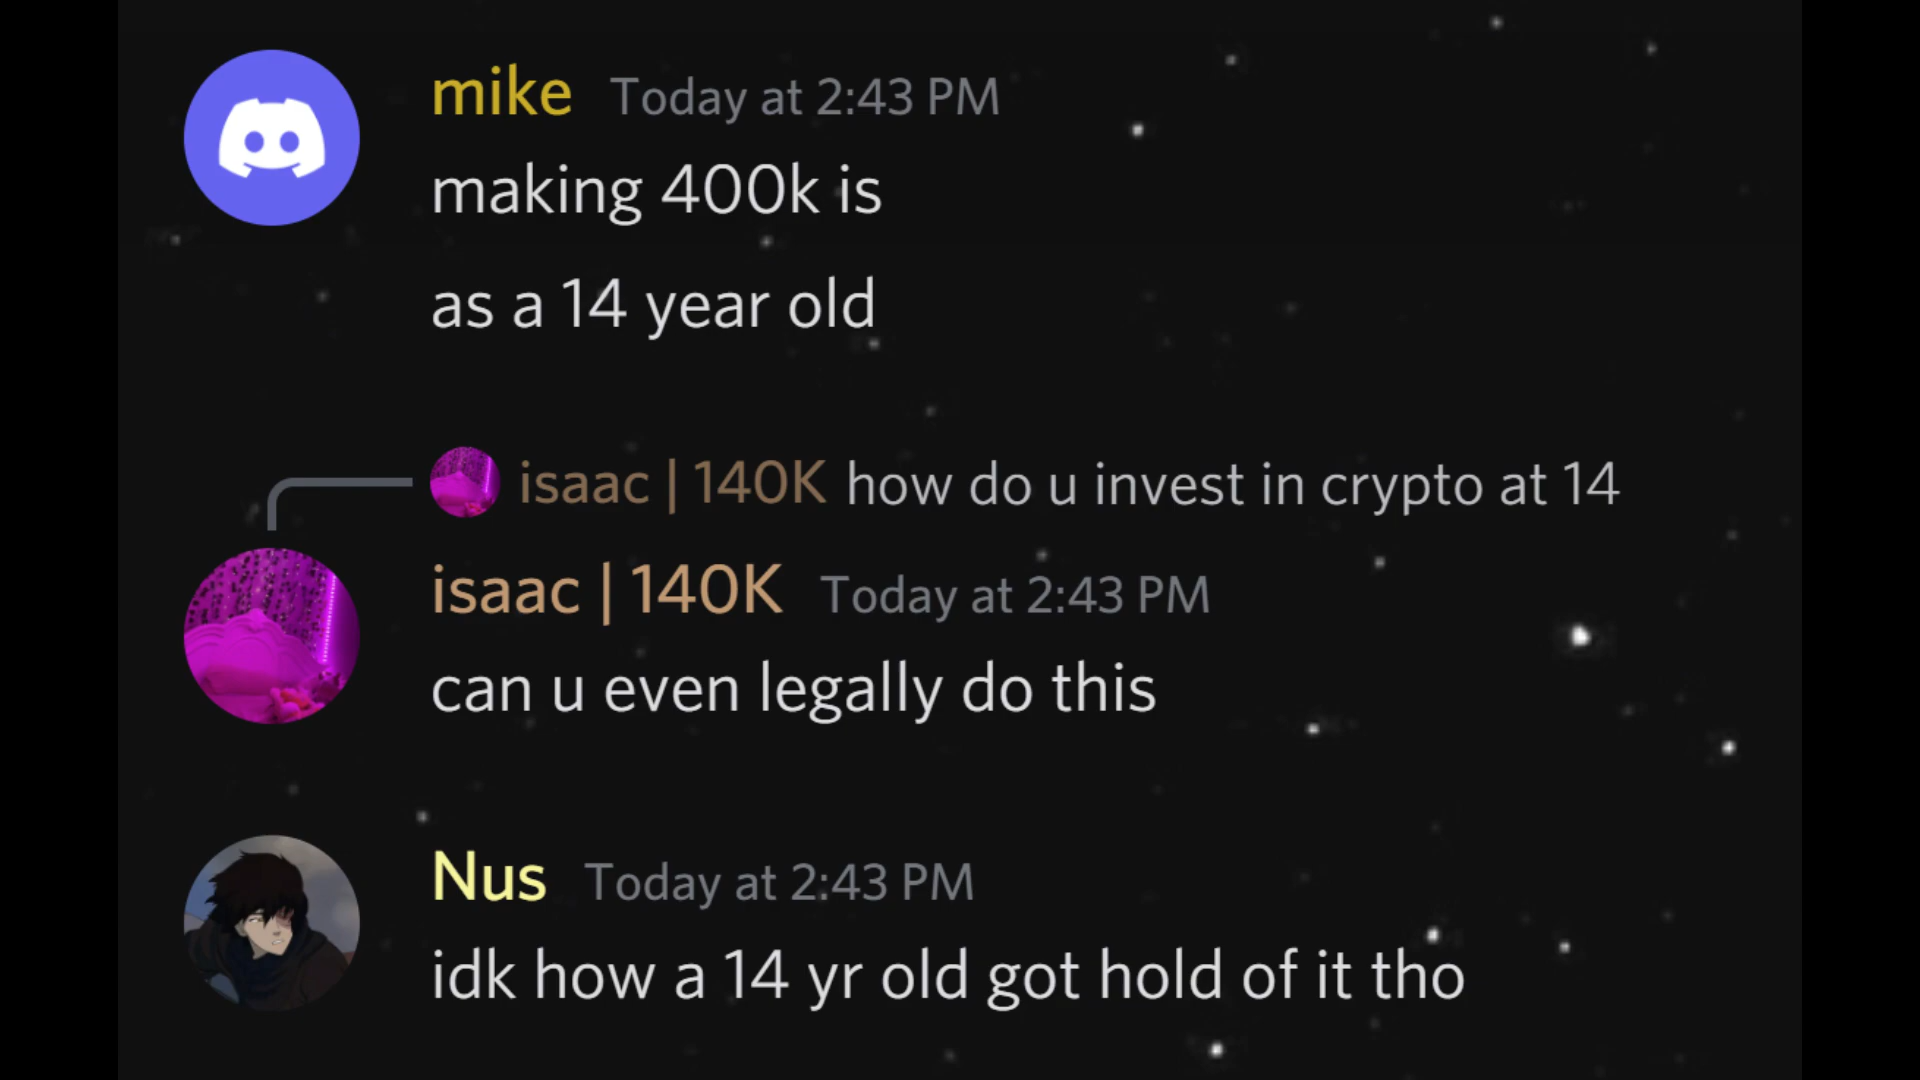 mike Today at 2:43 PM
making 400k is
as a 14 year old
isaac | 140K how do u invest in crypto at 14
isaac | 140K Today at 2:43 PM
can u even legally do this
Nus Today at 2:43 PM
idk how a 14 yr old got hold of it tho